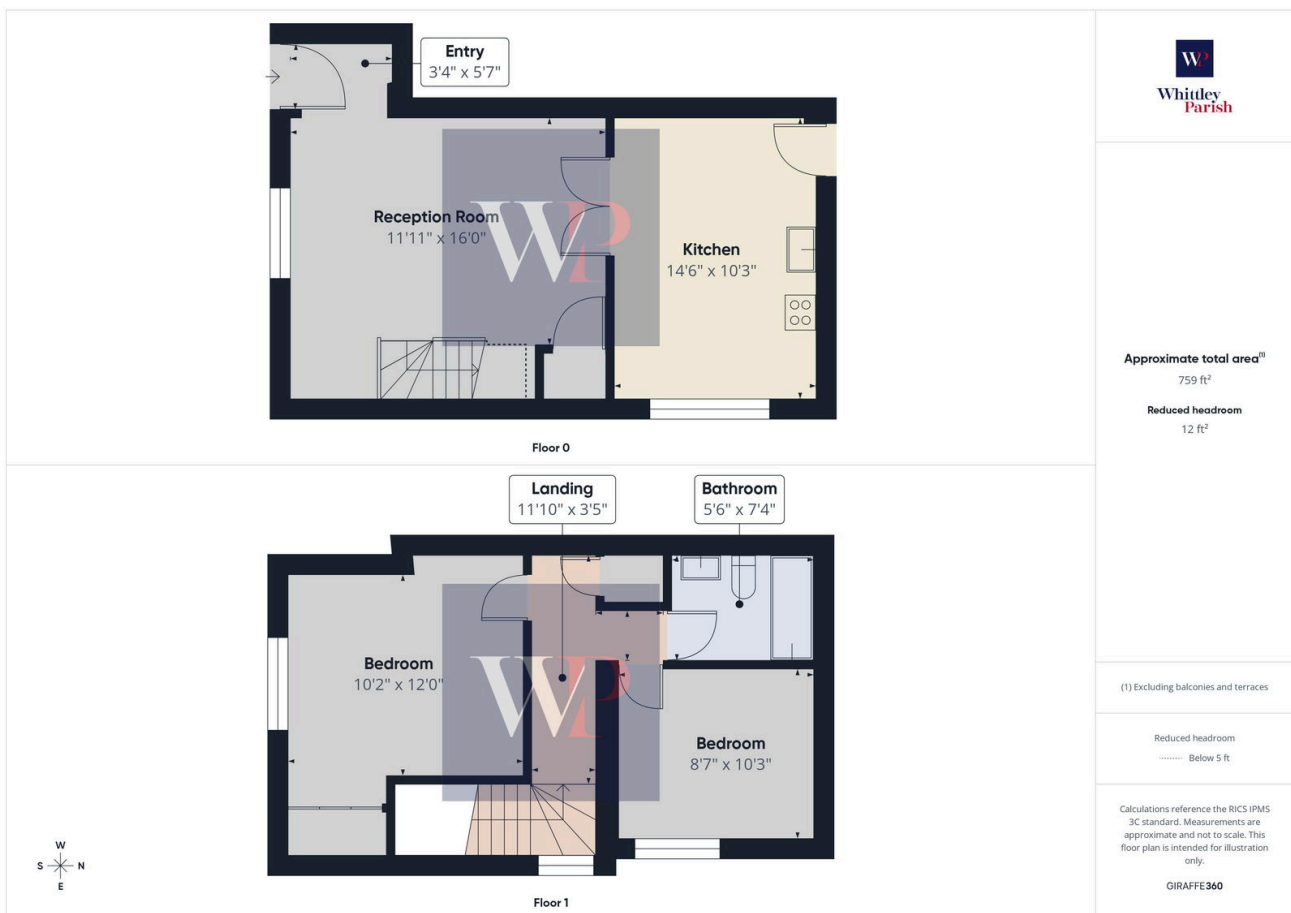 Entry
3'4" x 5'7"
Reception Room
11'11" x 16'0"
Kitchen
14'6" x 10'3"
WP
Floor 0
Landing
11'10" x 3'5"
Bathroom
5'6" x 7'4"
Bedroom
10'2" x 12'0"
WP
Bedroom
8'7" x 10'3"
W
S N
E
Floor 1
WP
Whittley
Parish
Approximate total area(1)
759 ft²
Reduced headroom
12 ft²
(1) Excluding balconies and terraces
Reduced headroom
Below 5 ft
Calculations reference the RICS IPMS
3C standard. Measurements are
approximate and not to scale. This
floor plan is intended for illustration
only.
GIRAFFE360